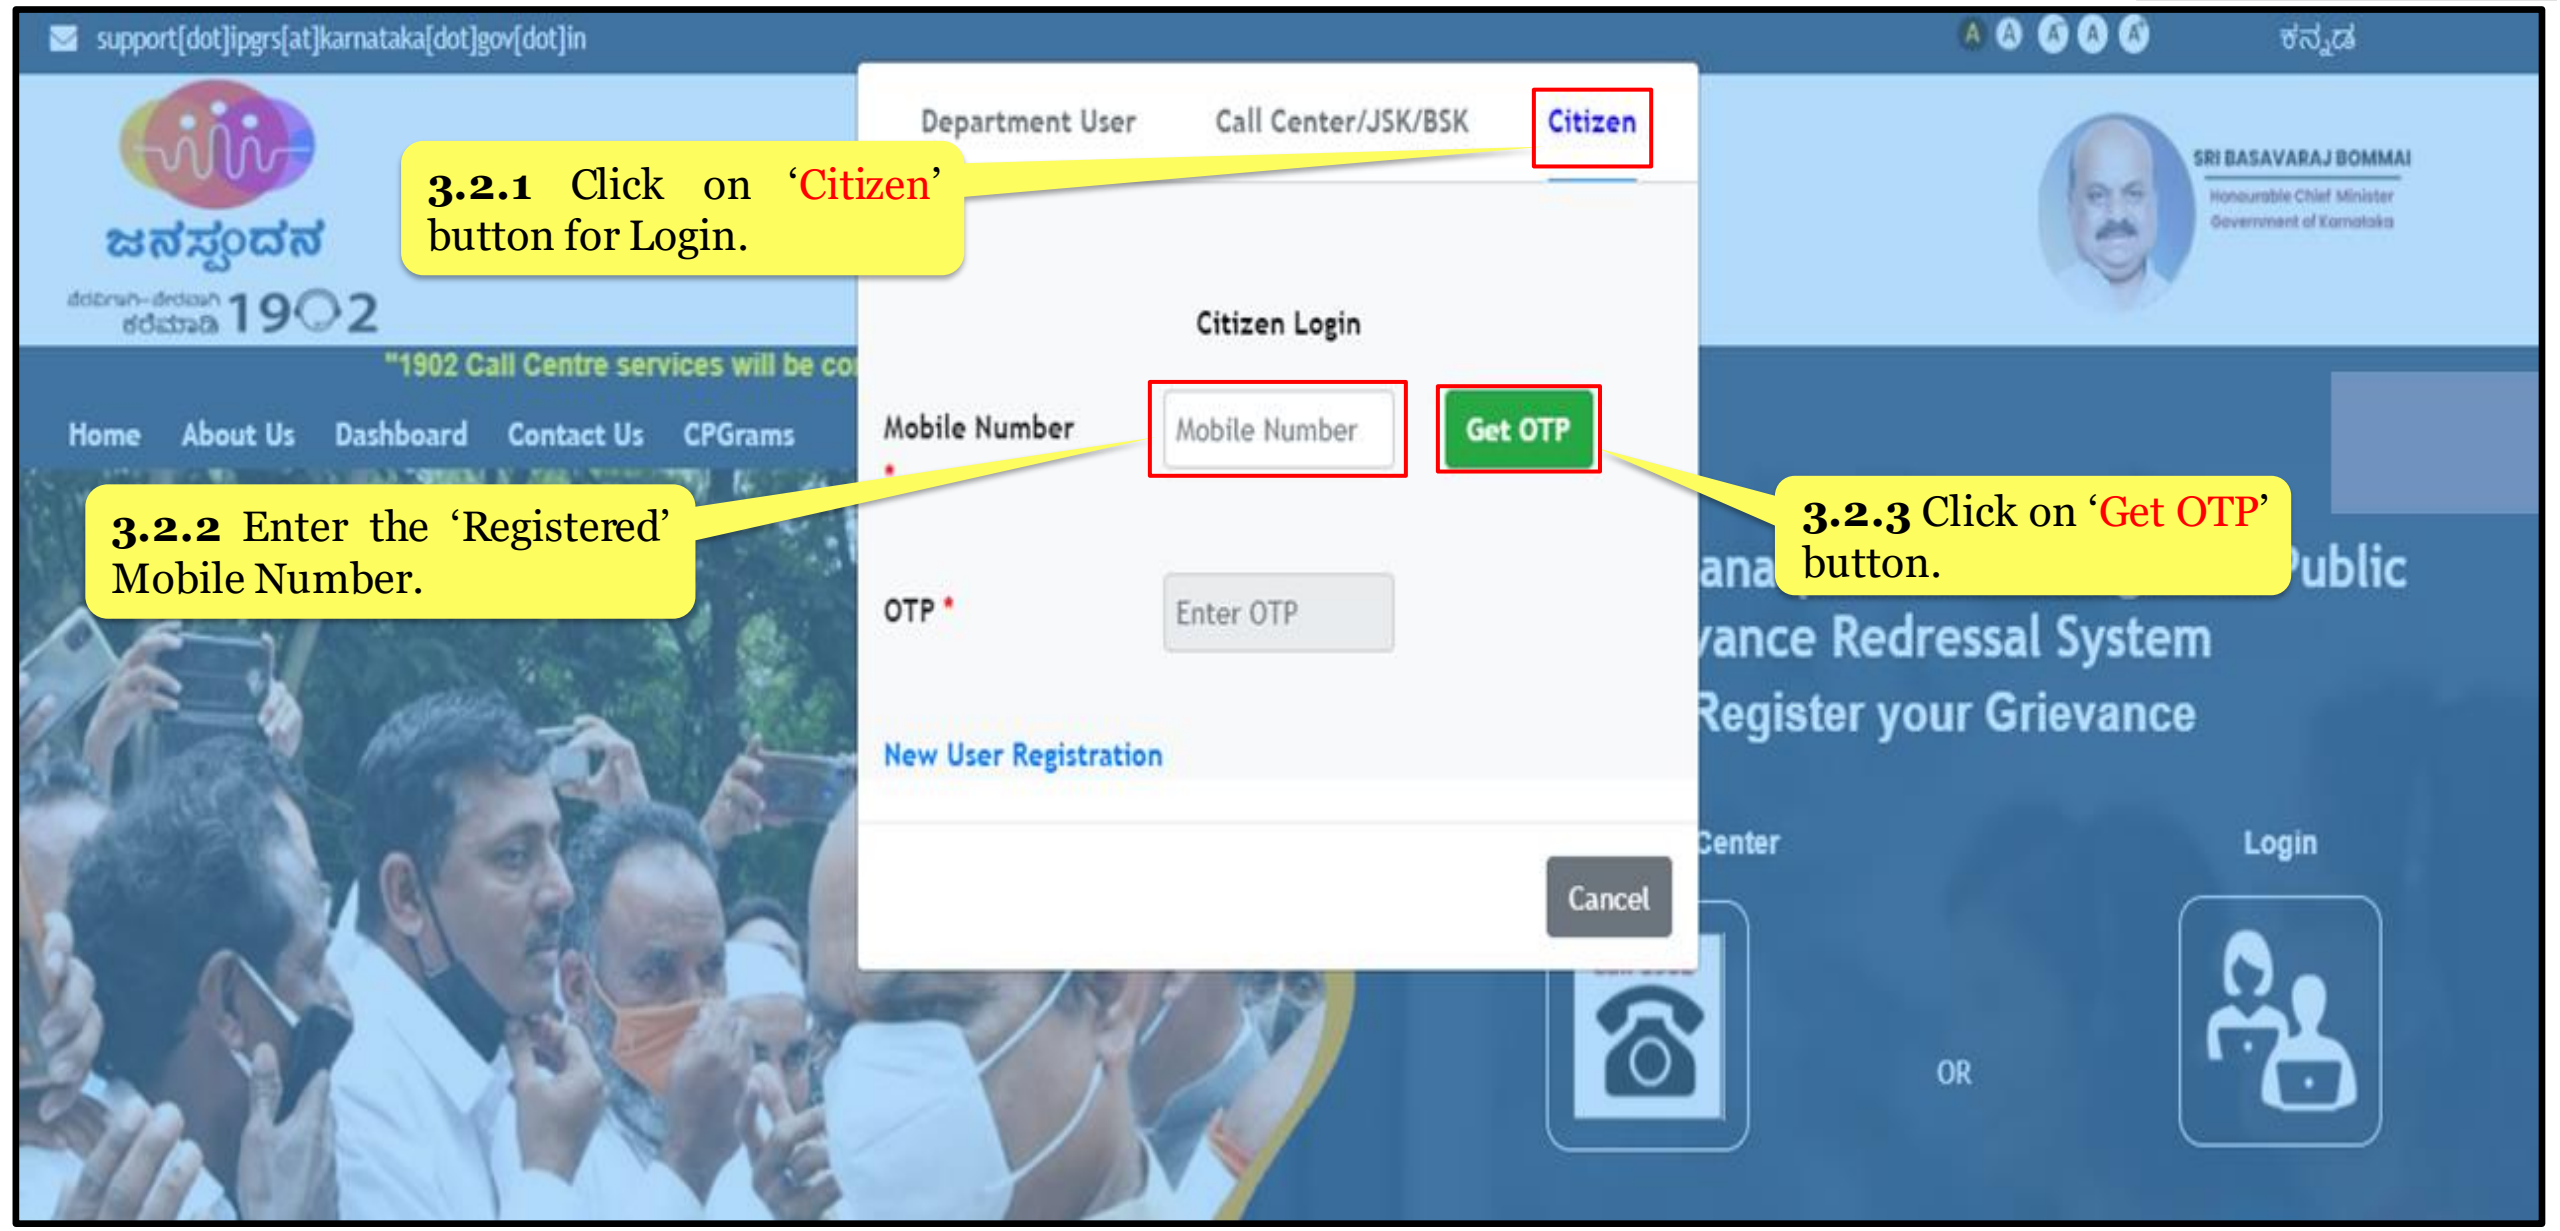 support[dot]ipgrs[at]karnataka[dot]gov[dot]in
A A A A A
ಕನ್ನಡ
ಜನಸ್ಪಂದನ
ಕರೆಮಾಡಿ 1902
SRI BASAVARAJ BOMMAI
Honourable Chief Minister
Government of Karnataka
Department User Call Center/JSK/BSK Citizen
3.2.1 Click on ‘Citizen’
button for Login.
Citizen Login
"1902 Call Centre services will be
Home About Us Dashboard Contact Us CPGrams
Mobile Number *
Mobile Number
Get OTP
3.2.2 Enter the ‘Registered’
Mobile Number.
3.2.3 Click on ‘Get OTP’
button.
OTP *
Enter OTP
New User Registration
Cancel
Redressal System
Register your Grievance
Center
Login
OR